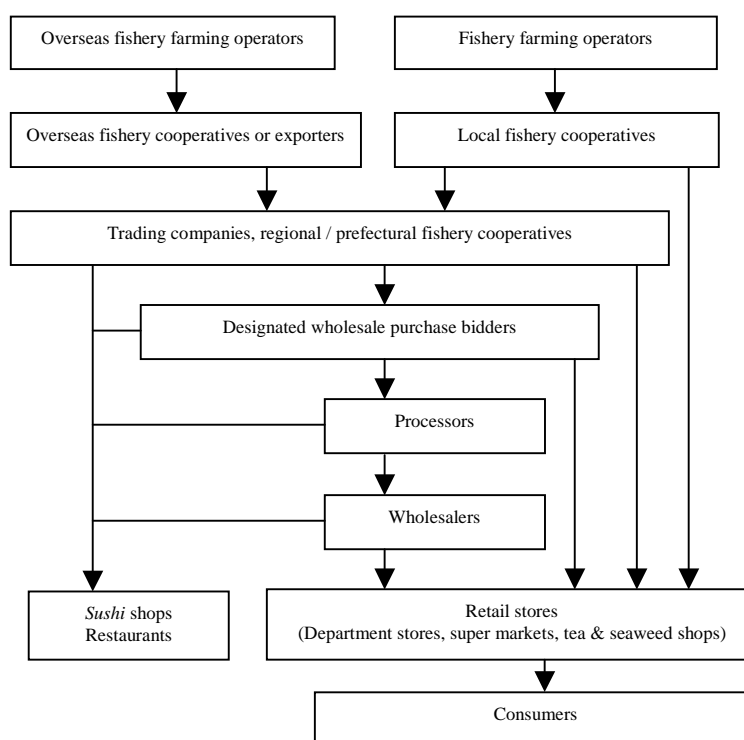 Overseas fishery farming operators
Fishery farming operators
Overseas fishery cooperatives or exporters
Local fishery cooperatives
Trading companies, regional / prefectural fishery cooperatives
Designated wholesale purchase bidders
Processors
Wholesalers
Sushi shops
Restaurants
Retail stores
(Department stores, super markets, tea & seaweed shops)
Consumers